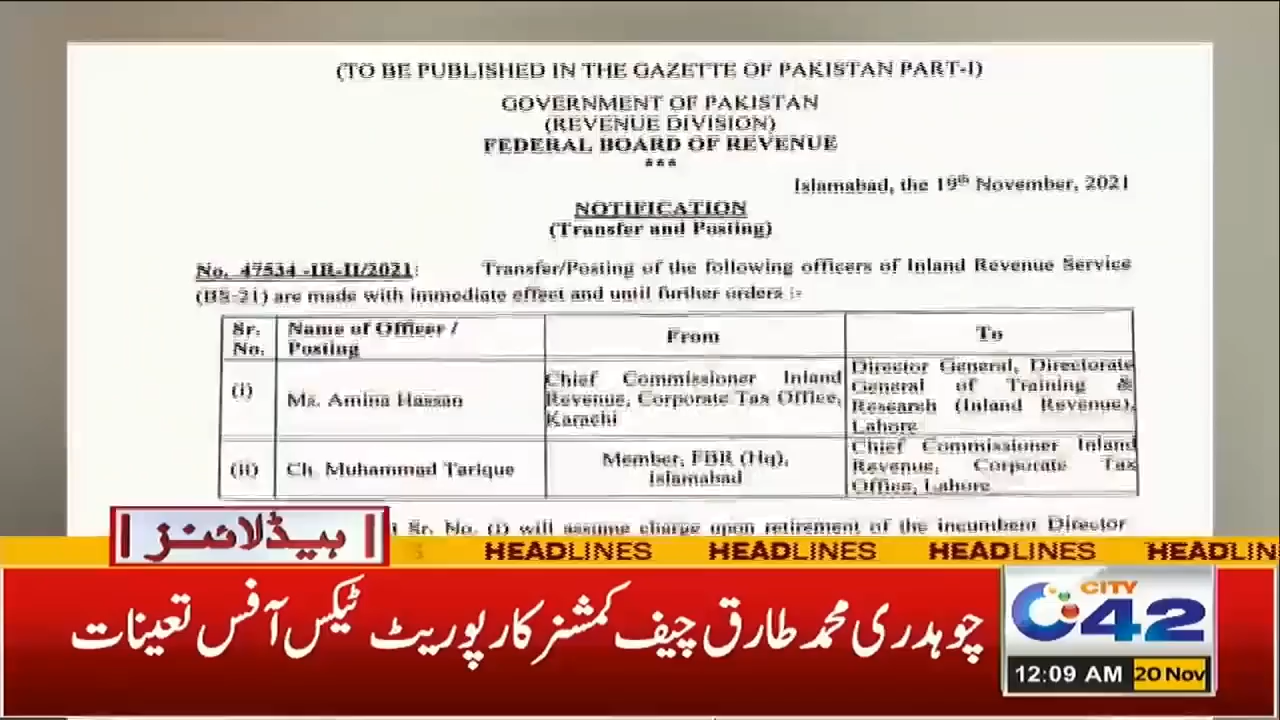 (TO BE PUBLISHED IN THE GAZETTE OF PAKISTAN PART-I)
GOVERNMENT OF PAKISTAN
(REVENUE DIVISION)
FEDERAL BOARD OF REVENUE
***
Islamabad, the 19th November, 2021
NOTIFICATION
(Transfer and Posting)
No. 47534 -IR-II/2021: Transfer/Posting of the following officers of Inland Revenue Service
(BS-21) are made with immediate effect and until further orders :-
Sr. No.
Name of Officer / Posting
From
To
(i)
Ms. Amina Hassan
Chief Commissioner Inland
Revenue, Corporate Tax Office,
Karachi
Director General, Directorate
General of Training &
Research (Inland Revenue),
Lahore
(ii)
Ch. Muhammad Tarique
Member, FBR (Hq),
Islamabad
Chief Commissioner Inland
Revenue, Corporate Tax
Office, Lahore
Sr. No. (i) will assume charge upon retirement of the incumbent Director
ہیڈلائنز
HEADLINES HEADLINES HEADLINES HEADLIN
چوہدری محمد طارق چیف کمشنر کارپوریٹ ٹیکس آفس تعینات
CITY
42
12:09 AM 20 Nov